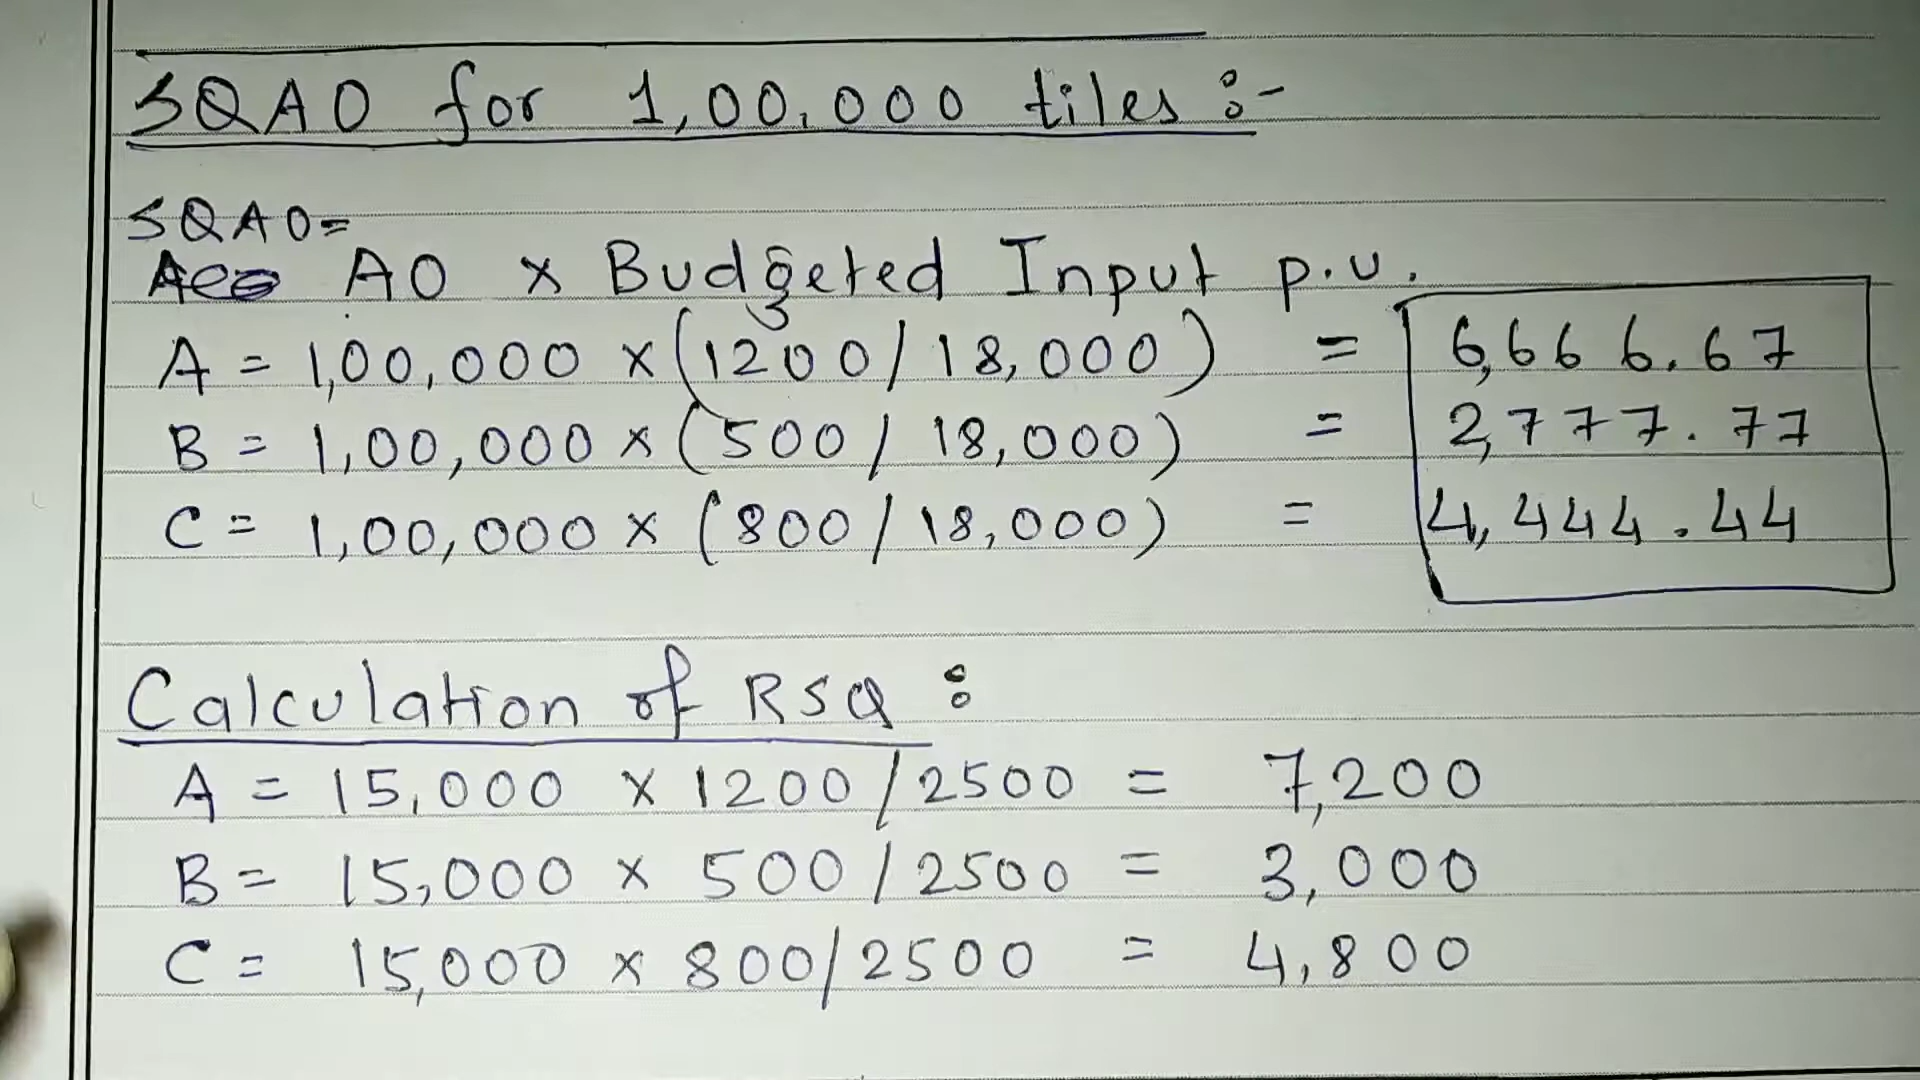 SQAO for 1,00,000 tiles :-
SQAO=
AO x Budgeted Input p.u.
A = 1,00,000 x (1200/18,000) = 6,666.67
B = 1,00,000 x (500/18,000) = 2,777.77
C = 1,00,000 x (800/18,000) = 4,444.44
Calculation of RSQ :
A = 15,000 x 1200/2500 = 7,200
B = 15,000 x 500/2500 = 3,000
C = 15,000 x 800/2500 = 4,800